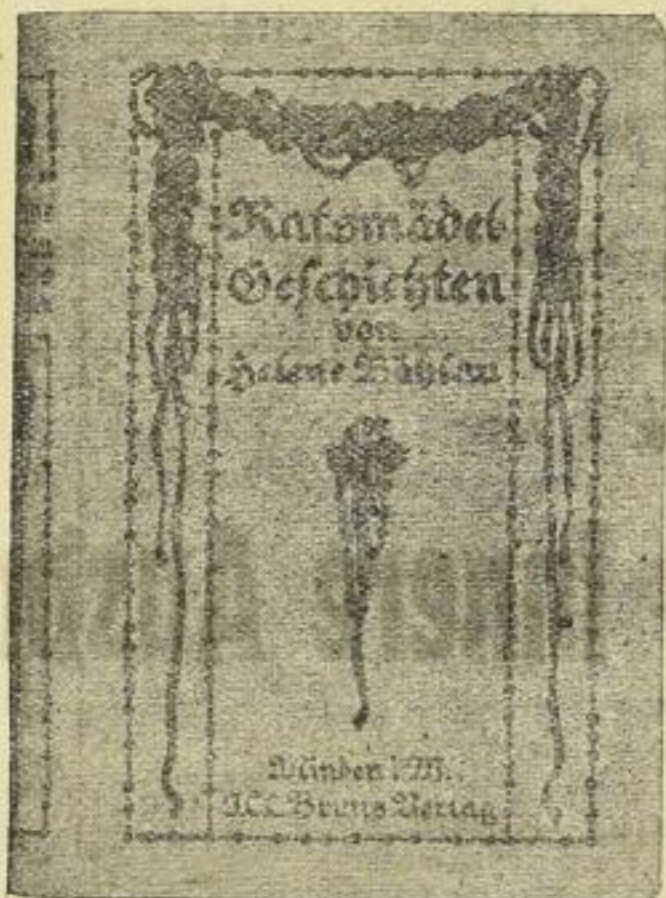 Ratsmädel
Geschichten
von
Helene Böhlau
Minden i. W.
J.C.C. Bruns Verlag